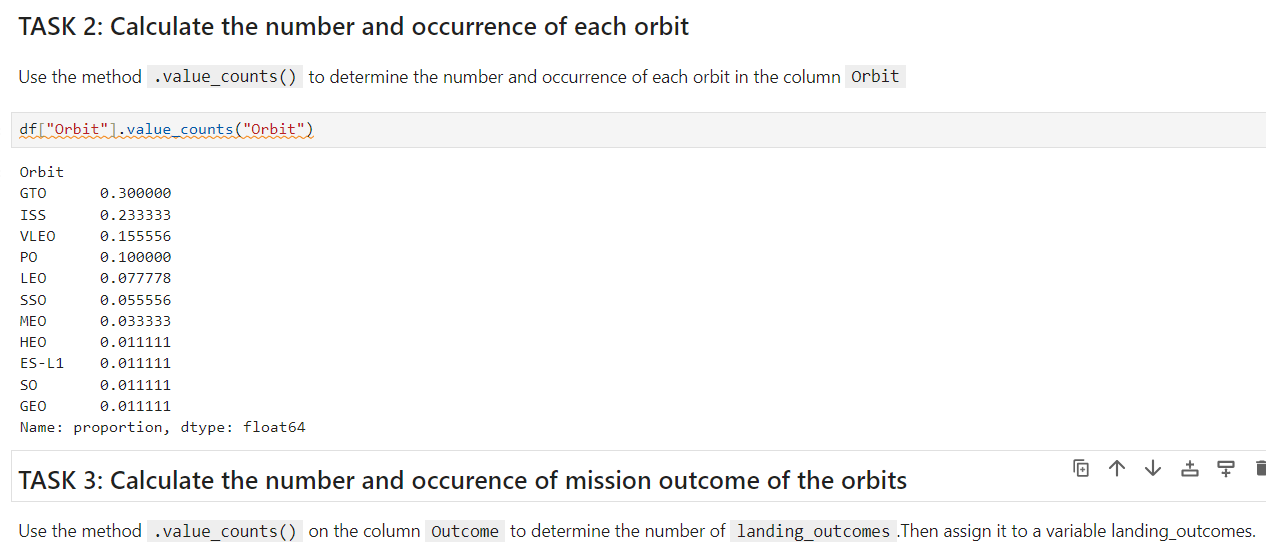 TASK 2: Calculate the number and occurrence of each orbit
Use the method .value_counts() to determine the number and occurrence of each orbit in the column Orbit
df["Orbit"].value_counts("Orbit")
Orbit
GTO 0.300000
ISS 0.233333
VLEO 0.155556
PO 0.100000
LEO 0.077778
SSO 0.055556
MEO 0.033333
HEO 0.011111
ES-L1 0.011111
SO 0.011111
GEO 0.011111
Name: proportion, dtype: float64
TASK 3: Calculate the number and occurence of mission outcome of the orbits
Use the method .value_counts() on the column Outcome to determine the number of landing_outcomes .Then assign it to a variable landing_outcomes.